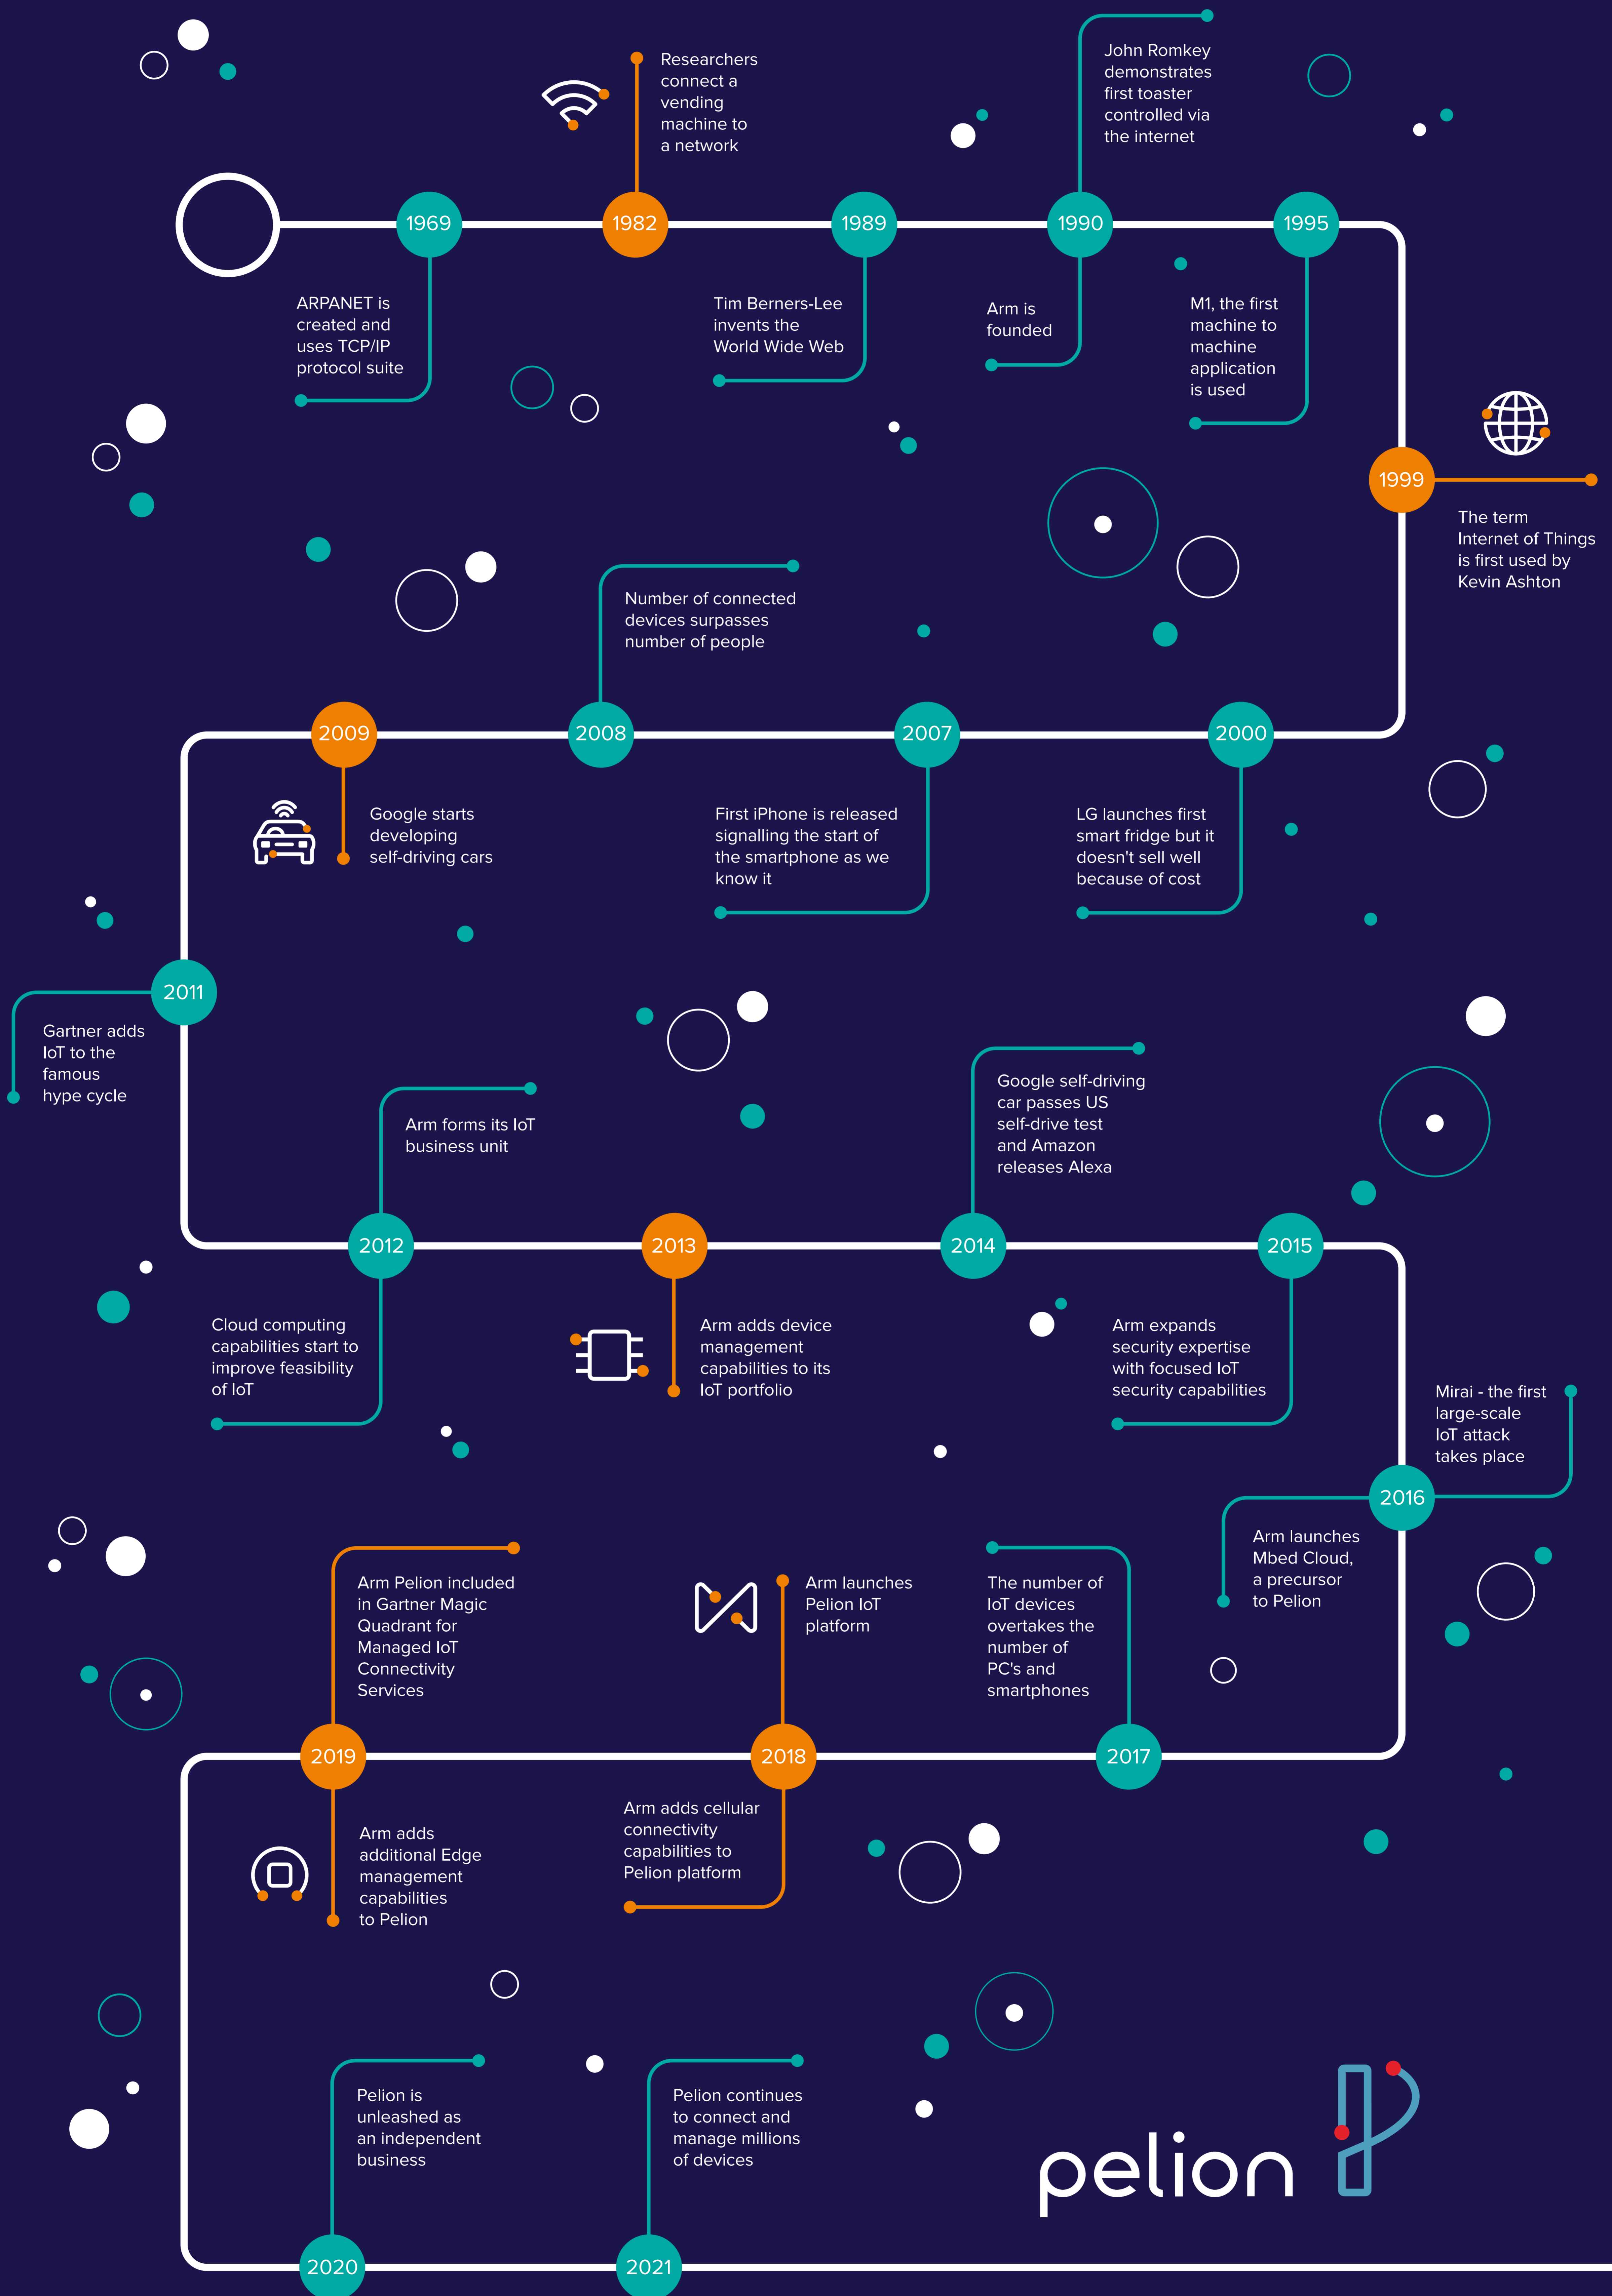 1969
ARPANET is
created and
uses TCP/IP
protocol suite
Researchers
connect a
vending
machine to
a network
1982
1989
Tim Berners-Lee
invents the
World Wide Web
John Romkey
demonstrates
first toaster
controlled via
the internet
1990
Arm is
founded
1995
M1, the first
machine to
machine
application
is used
1999
The term
Internet of Things
is first used by
Kevin Ashton
2000
LG launches first
smart fridge but it
doesn't sell well
because of cost
2007
First iPhone is released
signalling the start of
the smartphone as we
know it
Number of connected
devices surpasses
number of people
2008
2009
Google starts
developing
self-driving cars
2011
Gartner adds
IoT to the
famous
hype cycle
Arm forms its IoT
business unit
2012
Cloud computing
capabilities start to
improve feasibility
of IoT
2013
Arm adds device
management
capabilities to its
IoT portfolio
Google self-driving
car passes US
self-drive test
and Amazon
releases Alexa
2014
2015
Arm expands
security expertise
with focused IoT
security capabilities
Mirai - the first
large-scale
IoT attack
takes place
2016
Arm launches
Mbed Cloud,
a precursor
to Pelion
The number of
IoT devices
overtakes the
number of
PC's and
smartphones
2017
Arm launches
Pelion IoT
platform
2018
Arm adds cellular
connectivity
capabilities to
Pelion platform
Arm Pelion included
in Gartner Magic
Quadrant for
Managed IoT
Connectivity
Services
2019
Arm adds
additional Edge
management
capabilities
to Pelion
Pelion is
unleashed as
an independent
business
2020
Pelion continues
to connect and
manage millions
of devices
2021
pelion